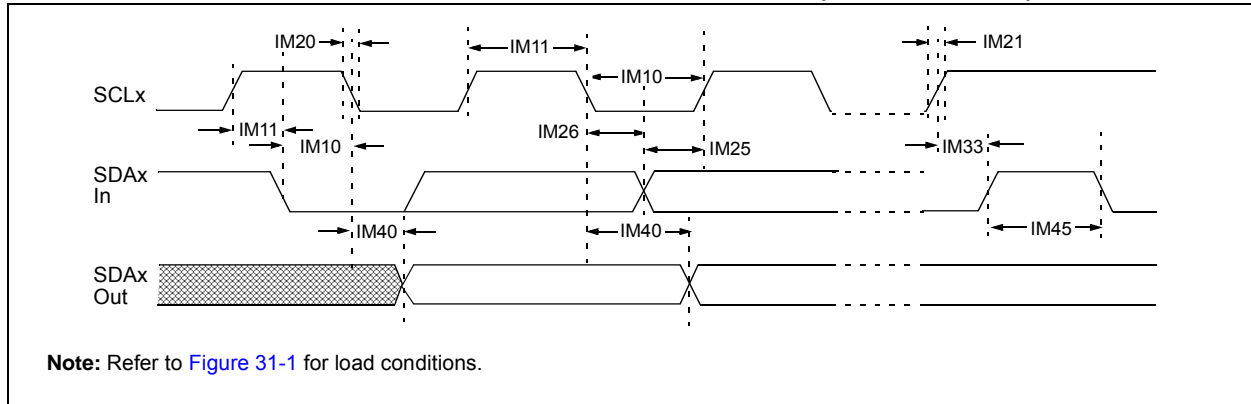 IM20
IM11
IM21
IM10
SCLx
IM11
IM26
IM10
IM25
IM33
SDAx
In
IM40
IM40
IM45
SDAx
Out
Note: Refer to Figure 31-1 for load conditions.